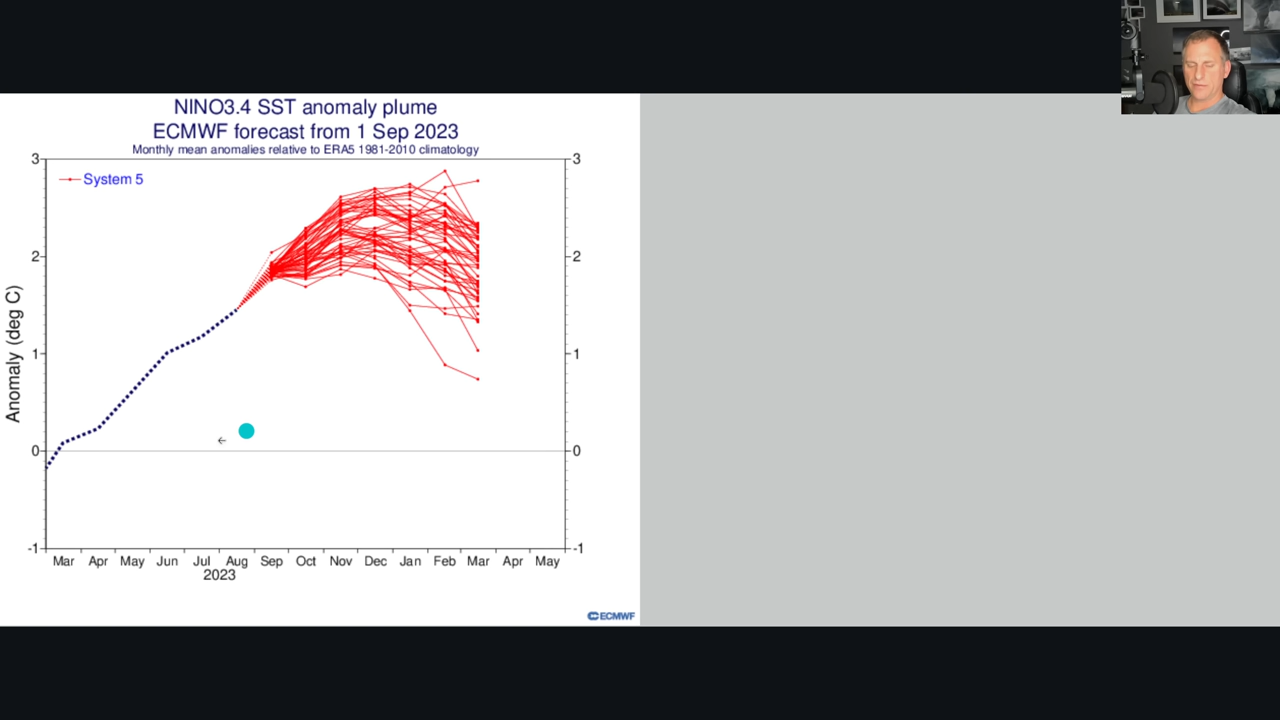 NINO3.4 SST anomaly plume
ECMWF forecast from 1 Sep 2023
Monthly mean anomalies relative to ERA5 1981-2010 climatology
System 5
Anomaly (deg C)
3 3
2 2
1 1
0 0
-1 -1
Mar Apr May Jun Jul Aug Sep Oct Nov Dec Jan Feb Mar Apr May
2023
ECMWF